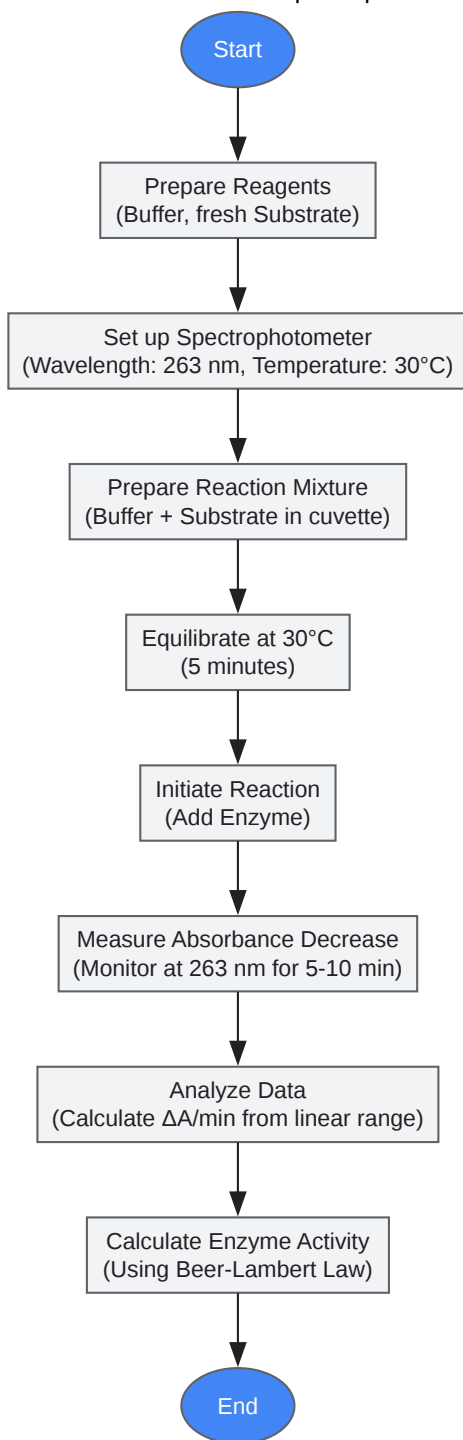 Start
Prepare Reagents
(Buffer, fresh Substrate)
Set up Spectrophotometer
(Wavelength: 263 nm, Temperature: 30°C)
Prepare Reaction Mixture
(Buffer + Substrate in cuvette)
Equilibrate at 30°C
(5 minutes)
Initiate Reaction
(Add Enzyme)
Measure Absorbance Decrease
(Monitor at 263 nm for 5-10 min)
Analyze Data
(Calculate ΔA/min from linear range)
Calculate Enzyme Activity
(Using Beer-Lambert Law)
End